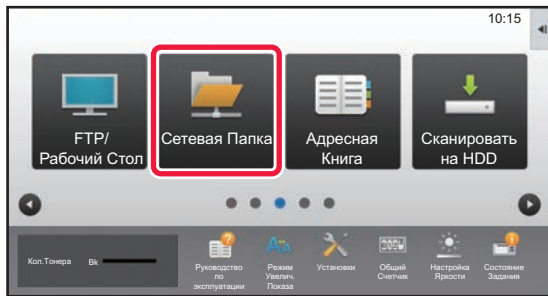 10:15
FTP/
Рабочий Стол
Сетевая Папка
Адресная
Книга
Сканировать
на HDD
Кол.Тонера
Bk
Руководство
по
эксплуатации
Режим
Увелич.
Показа
Установки
Общий
Счетчик
Настройка
Яркости
Состояние
Задания